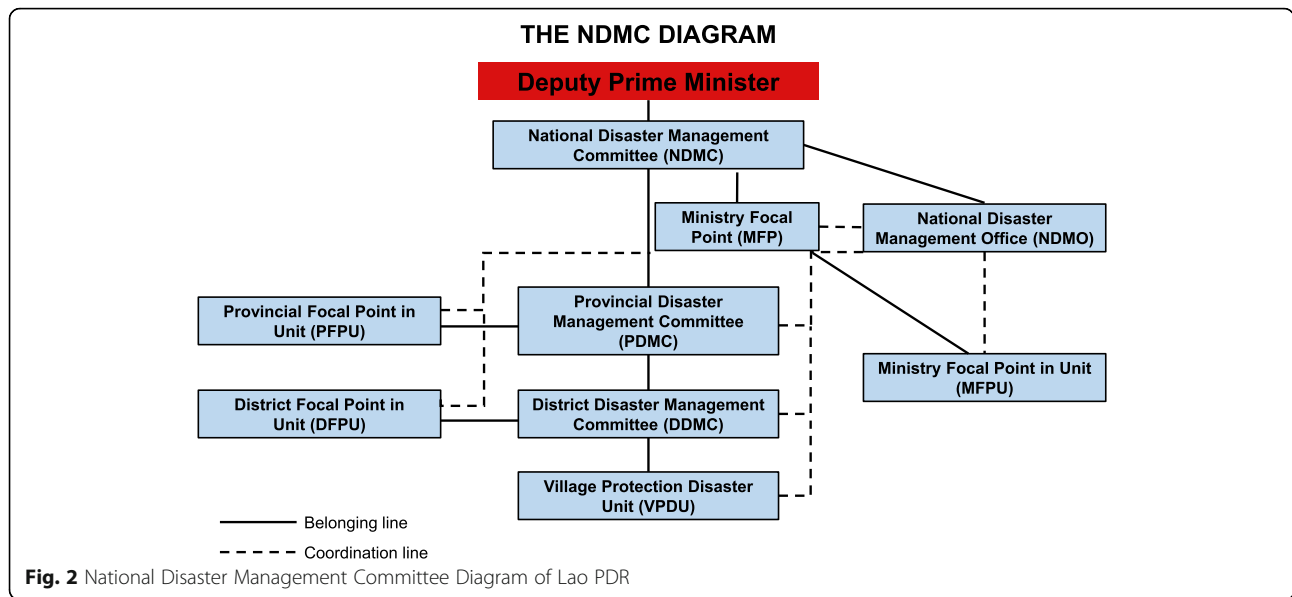 THE NDMC DIAGRAM
Deputy Prime Minister
National Disaster Management
Committee (NDMC)
Ministry Focal
Point (MFP)
National Disaster
Management Office (NDMO)
Provincial Focal Point in
Unit (PFPU)
Provincial Disaster
Management Committee
(PDMC)
Ministry Focal Point in Unit
(MFPU)
District Focal Point in
Unit (DFPU)
District Disaster Management
Committee (DDMC)
Village Protection Disaster
Unit (VPDU)
Belonging line
Coordination line
Fig. 2 National Disaster Management Committee Diagram of Lao PDR